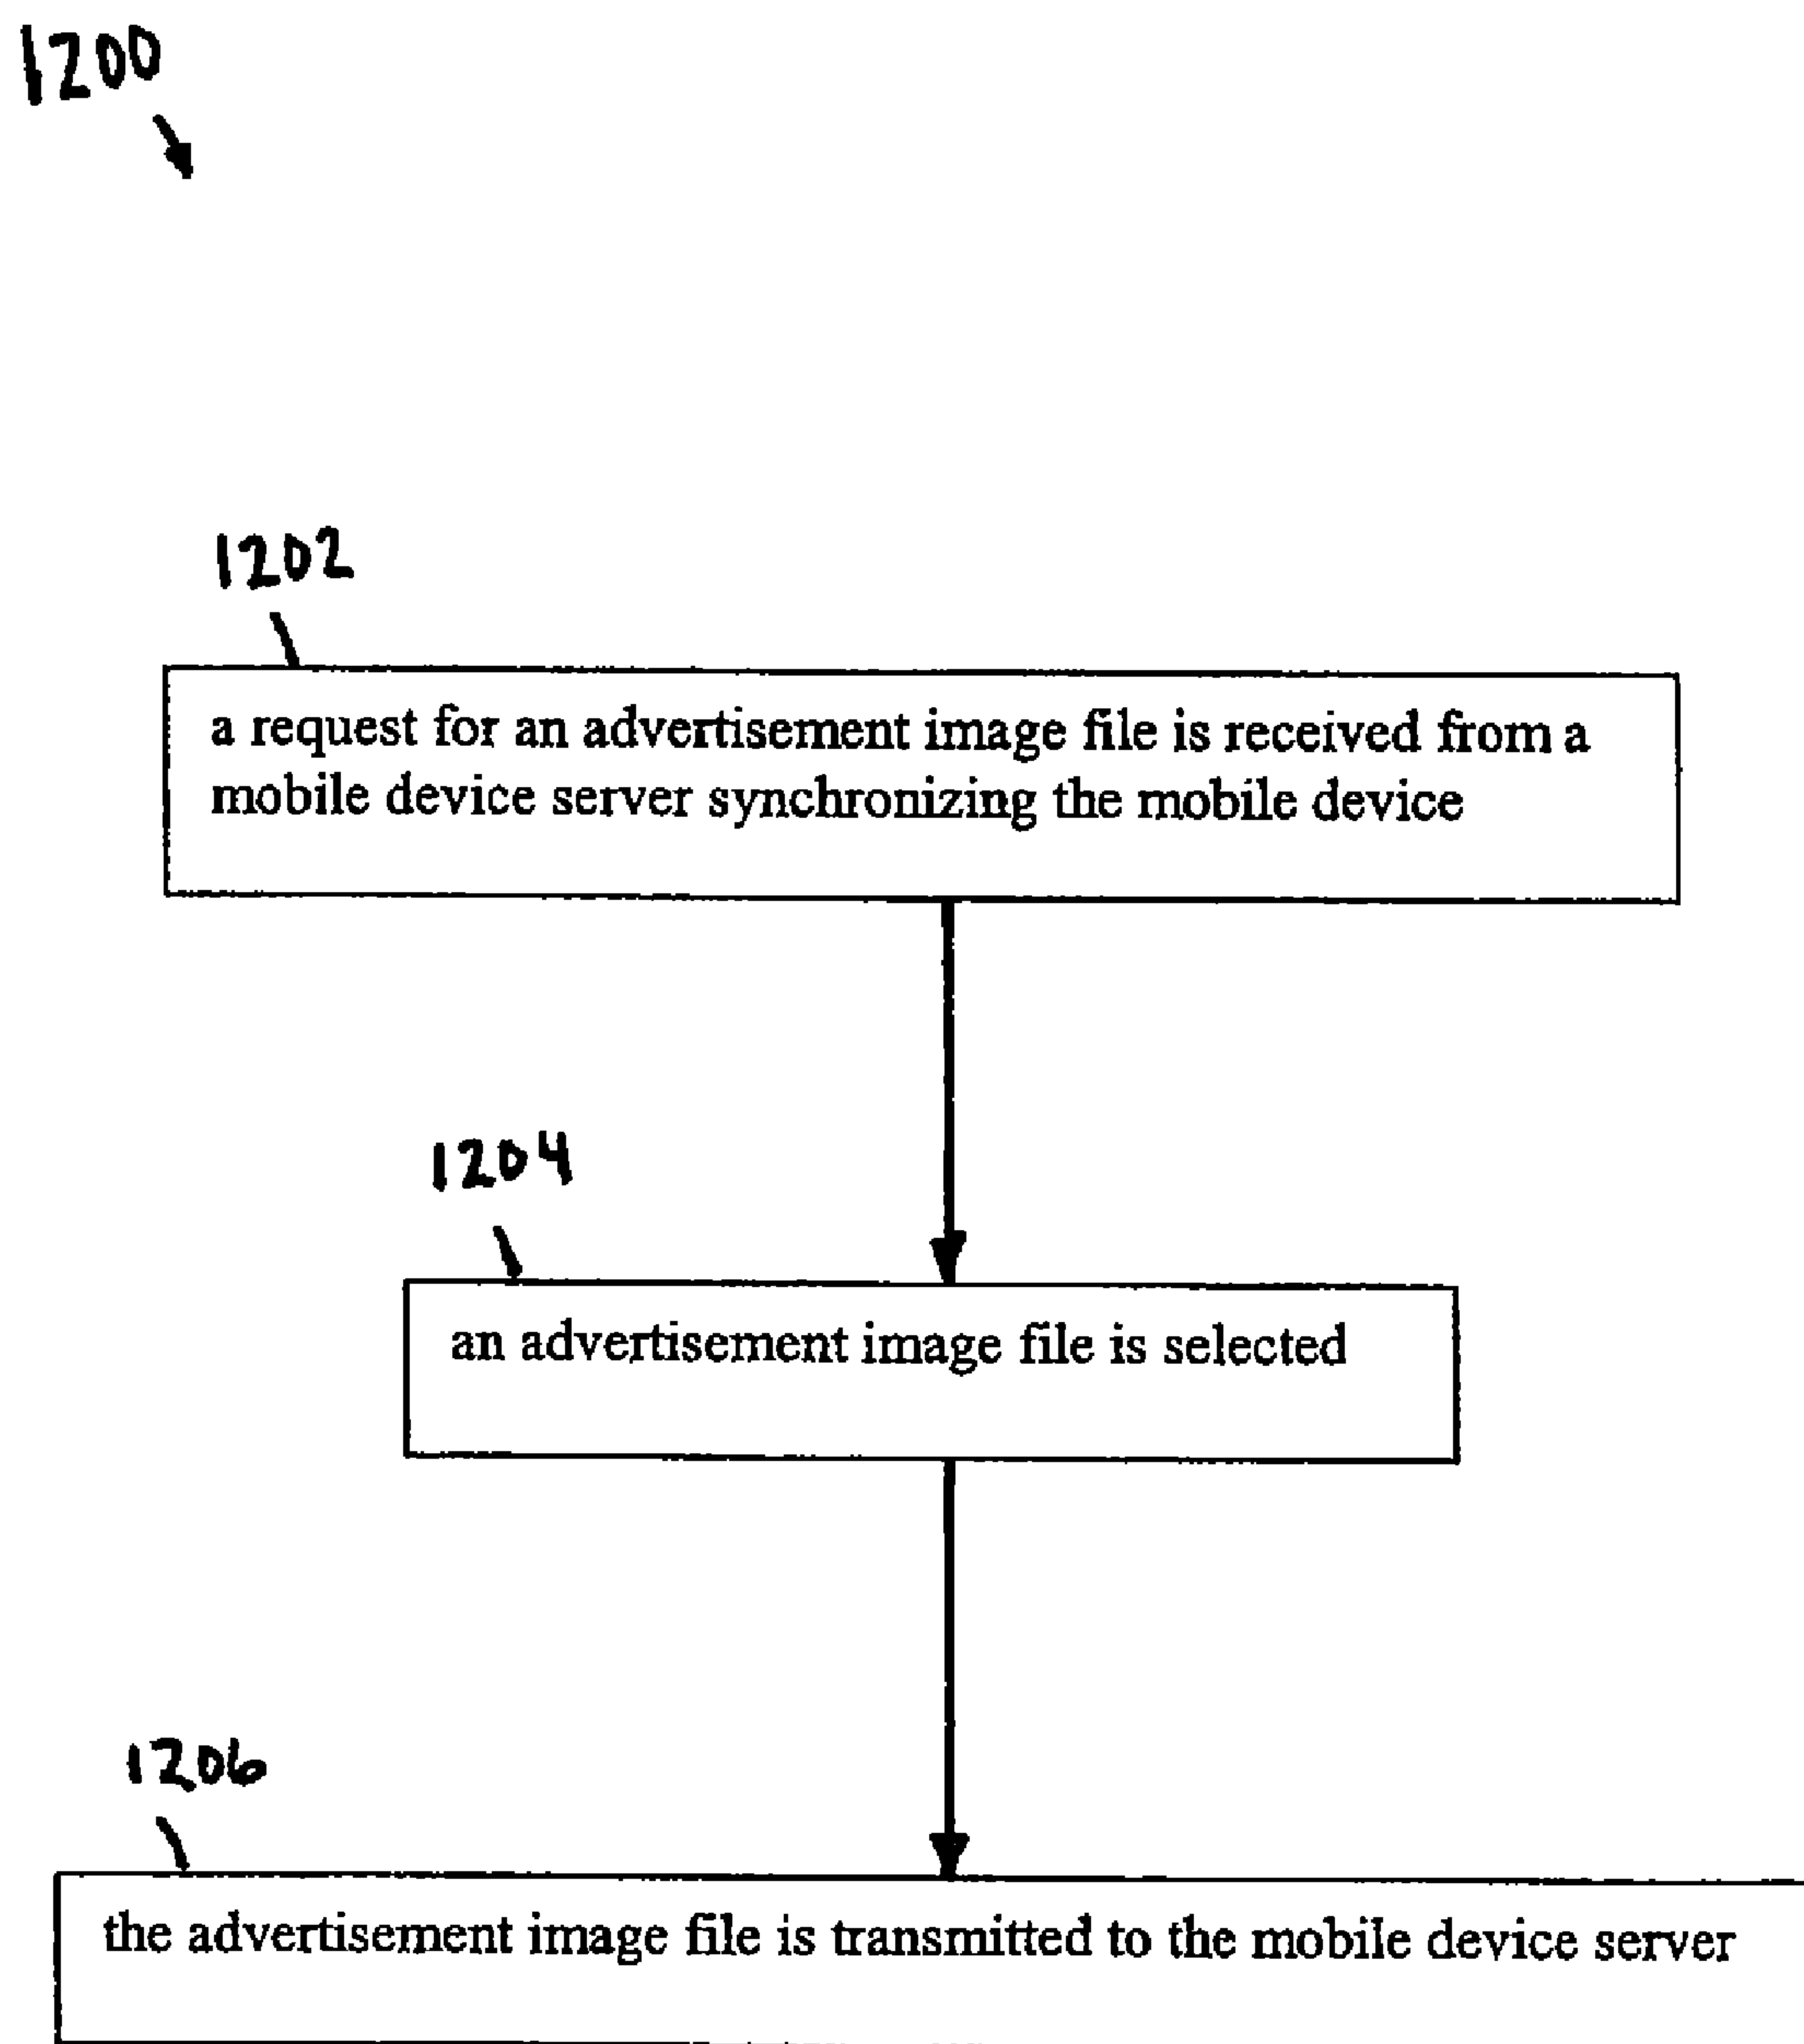 1200
1202
a request for an advertisement image file is received from a
mobile device server synchronizing the mobile device
1204
an advertisement image file is selected
1206
the advertisement image file is transmitted to the mobile device server